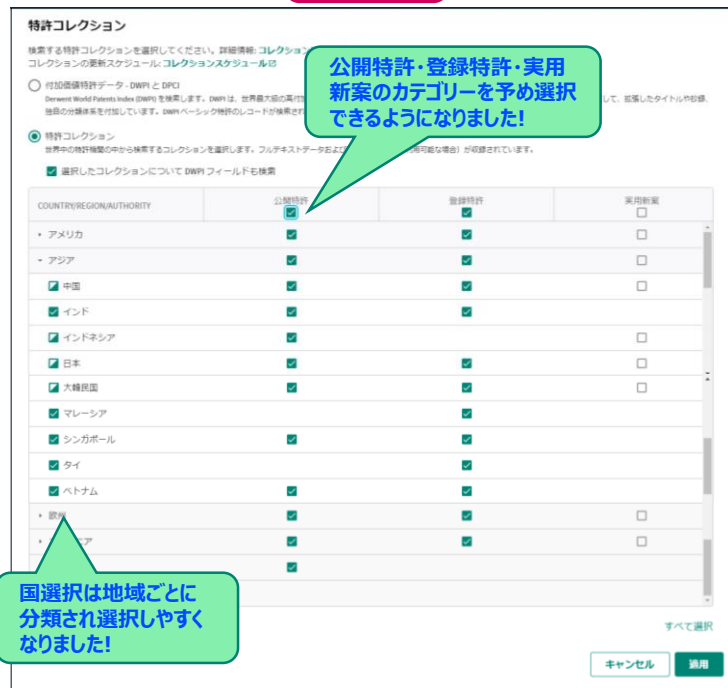 特許コレクション
検索する特許コレクションを選択してください。詳細情報: コレクション
コレクションの更新スケジュール: コレクションスケジュール
公開特許・登録特許・実用
新案のカテゴリーを予め選択
できるようになりました!
付加価値特許データ - DWPI と DPCI
Derwent World Patents Index (DWPI) を検索します。DWPI は、世界最大級の高付
して、拡張したタイトルや抄録、
独自の分類体系を付加しています。DWPI ベーシック特許のレコードが検索され
特許コレクション
世界中の特許機関の中から検索するコレクションを選択します。フルテキストデータおよび
用可能な場合）が収録されています。
選択したコレクションについて DWPI フィールドも検索
COUNTRY/REGION/AUTHORITY 公開特許 登録特許 実用新案
アメリカ
アジア
中国
インド
インドネシア
日本
大韓民国
マレーシア
シンガポール
タイ
ベトナム
欧州
ニア
国選択は地域ごとに
分類され選択しやすく
なりました!
すべて選択
キャンセル 適用